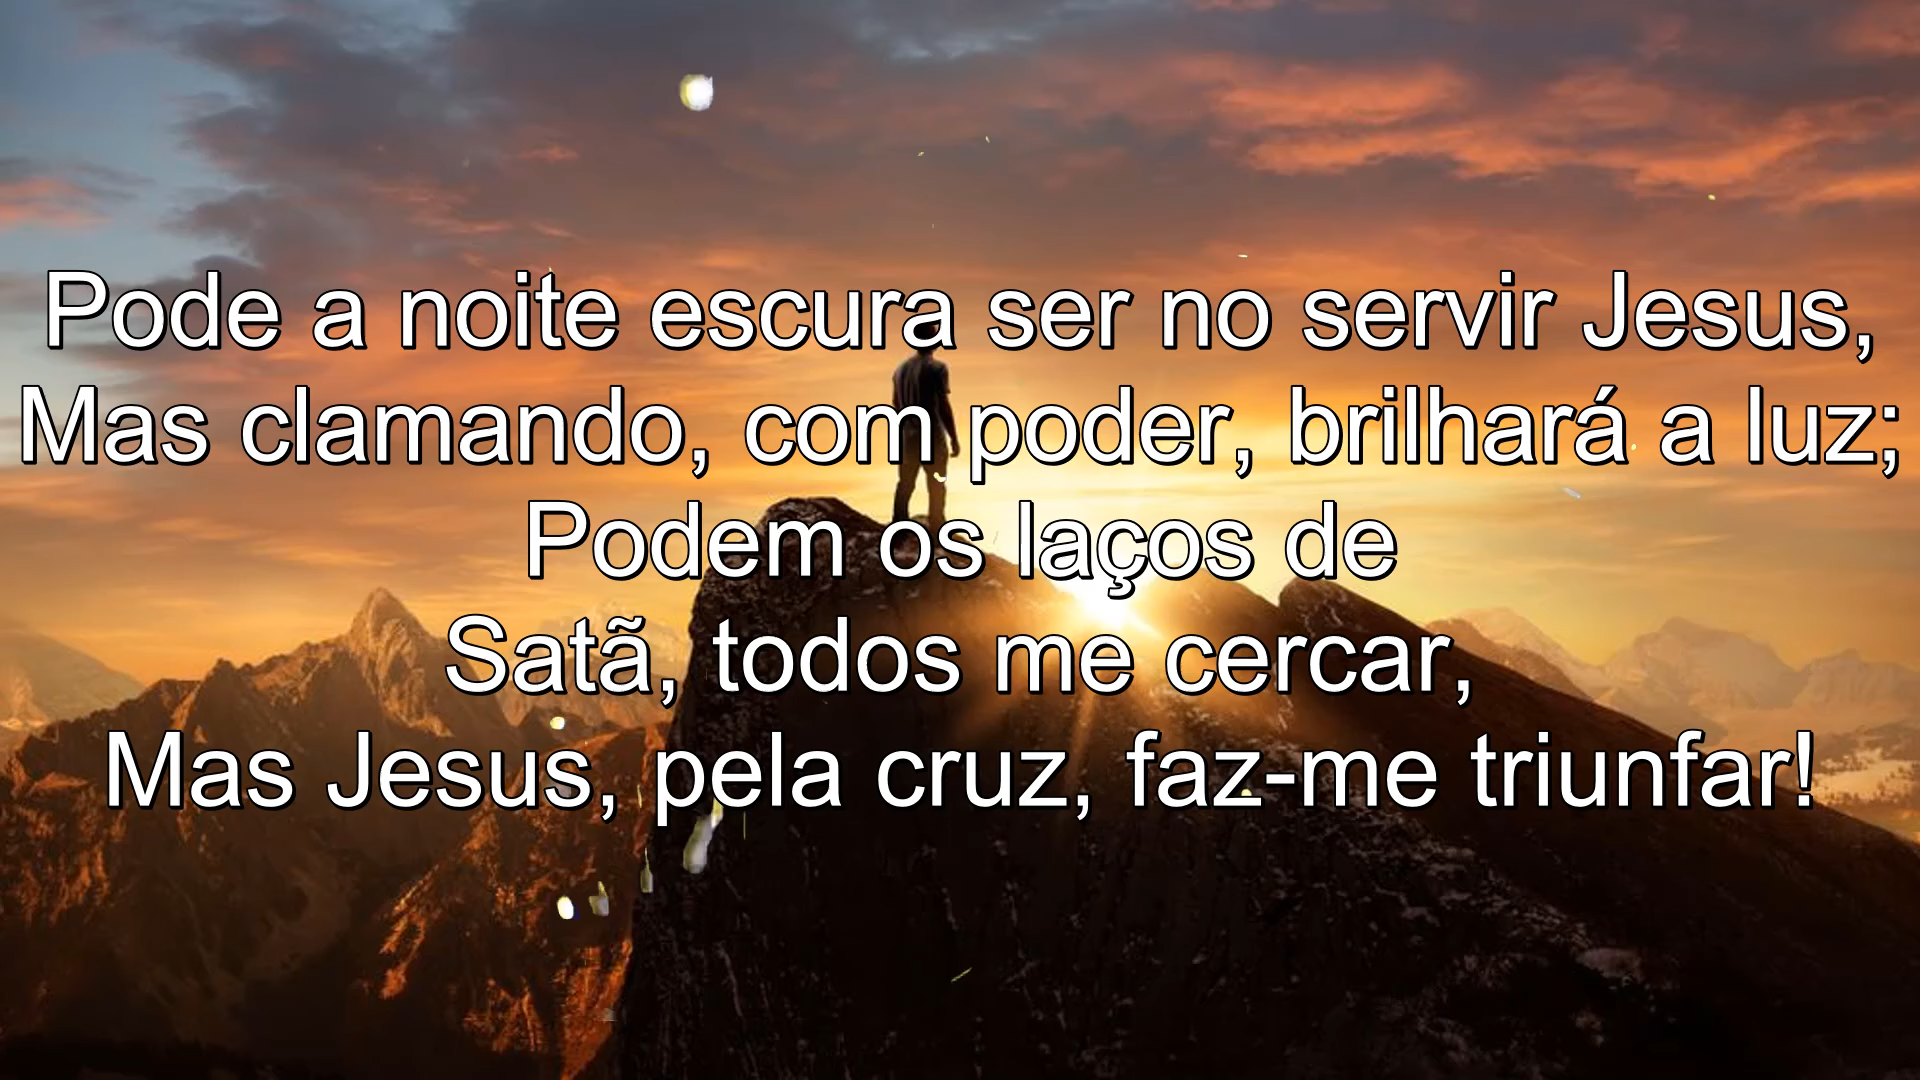 Pode a noite escura ser no servir Jesus,
Mas clamando, com poder, brilhará a luz;
Podem os laços de
Satã, todos me cercar,
Mas Jesus, pela cruz, faz-me triunfar!